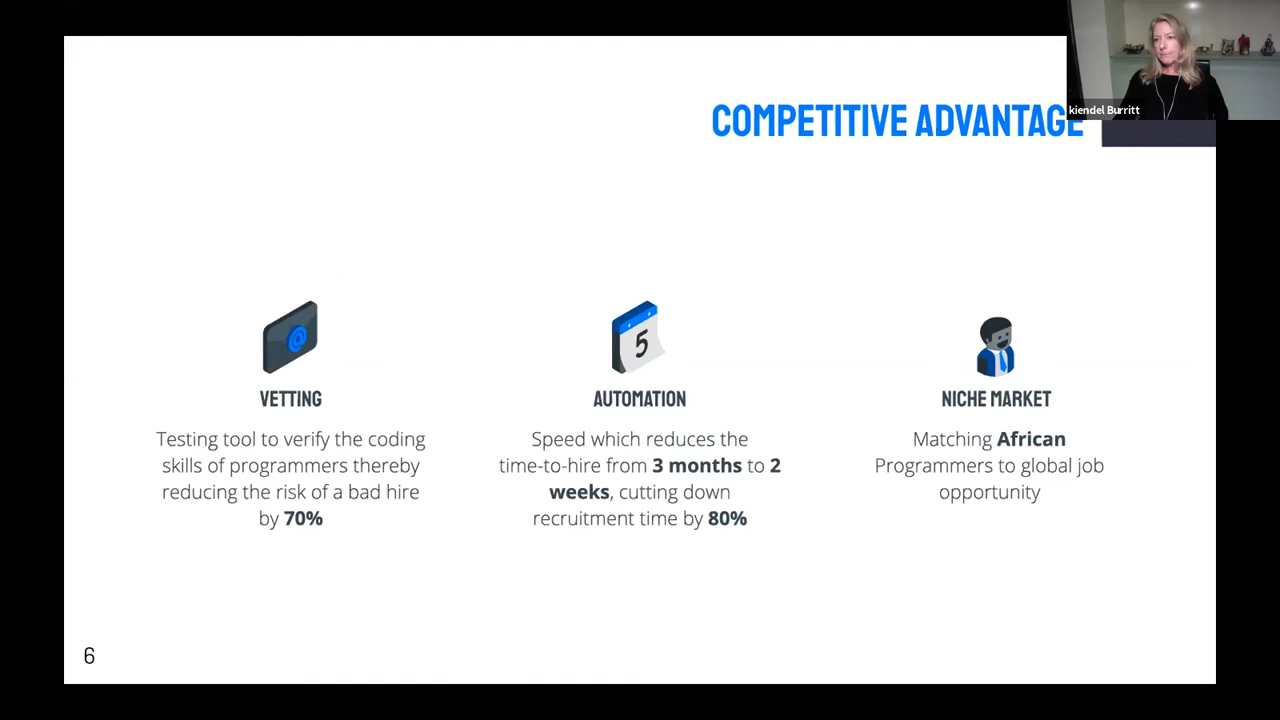 kiendel Burritt
COMPETITIVE ADVANTAGE
@
VETTING
Testing tool to verify the coding
skills of programmers thereby
reducing the risk of a bad hire
by 70%
5
AUTOMATION
Speed which reduces the
time-to-hire from 3 months to 2
weeks, cutting down
recruitment time by 80%
NICHE MARKET
Matching African
Programmers to global job
opportunity
6